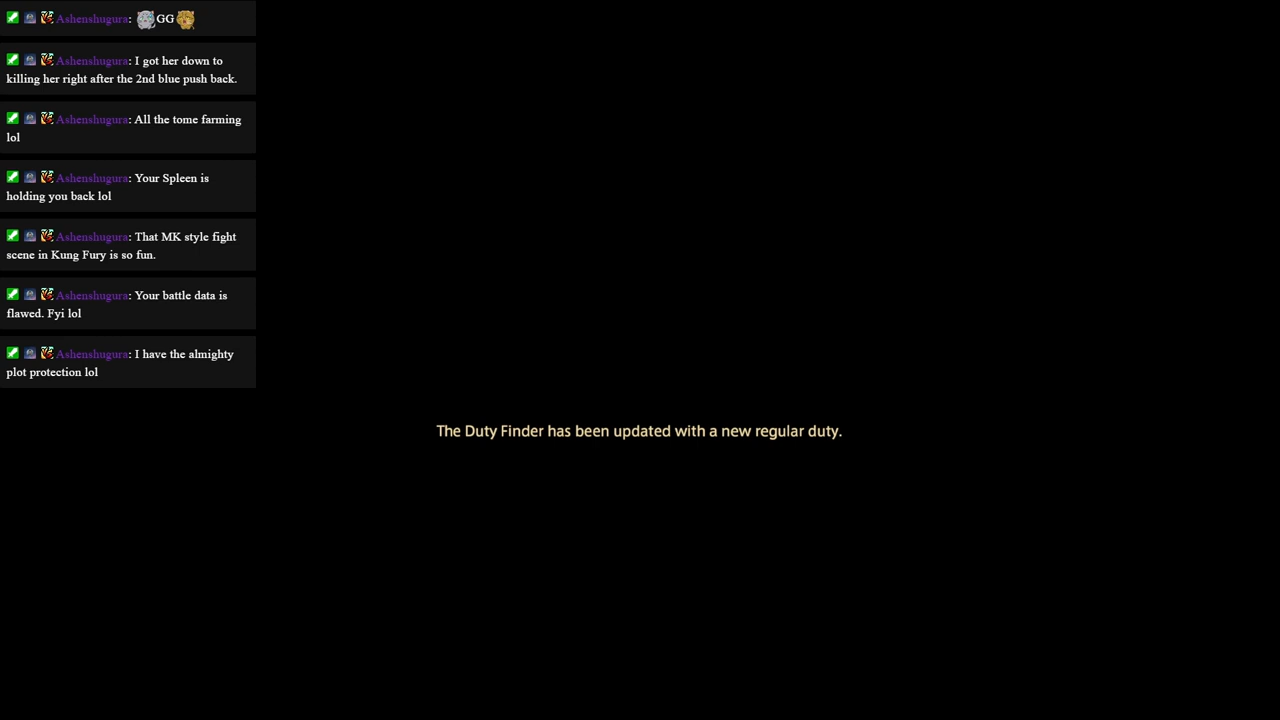 Ashenshugura: GG
Ashenshugura: I got her down to
killing her right after the 2nd blue push back.
Ashenshugura: All the tome farming
lol
Ashenshugura: Your Spleen is
holding you back lol
Ashenshugura: That MK style fight
scene in Kung Fury is so fun.
Ashenshugura: Your battle data is
flawed. Fyi lol
Ashenshugura: I have the almighty
plot protection lol
The Duty Finder has been updated with a new regular duty.